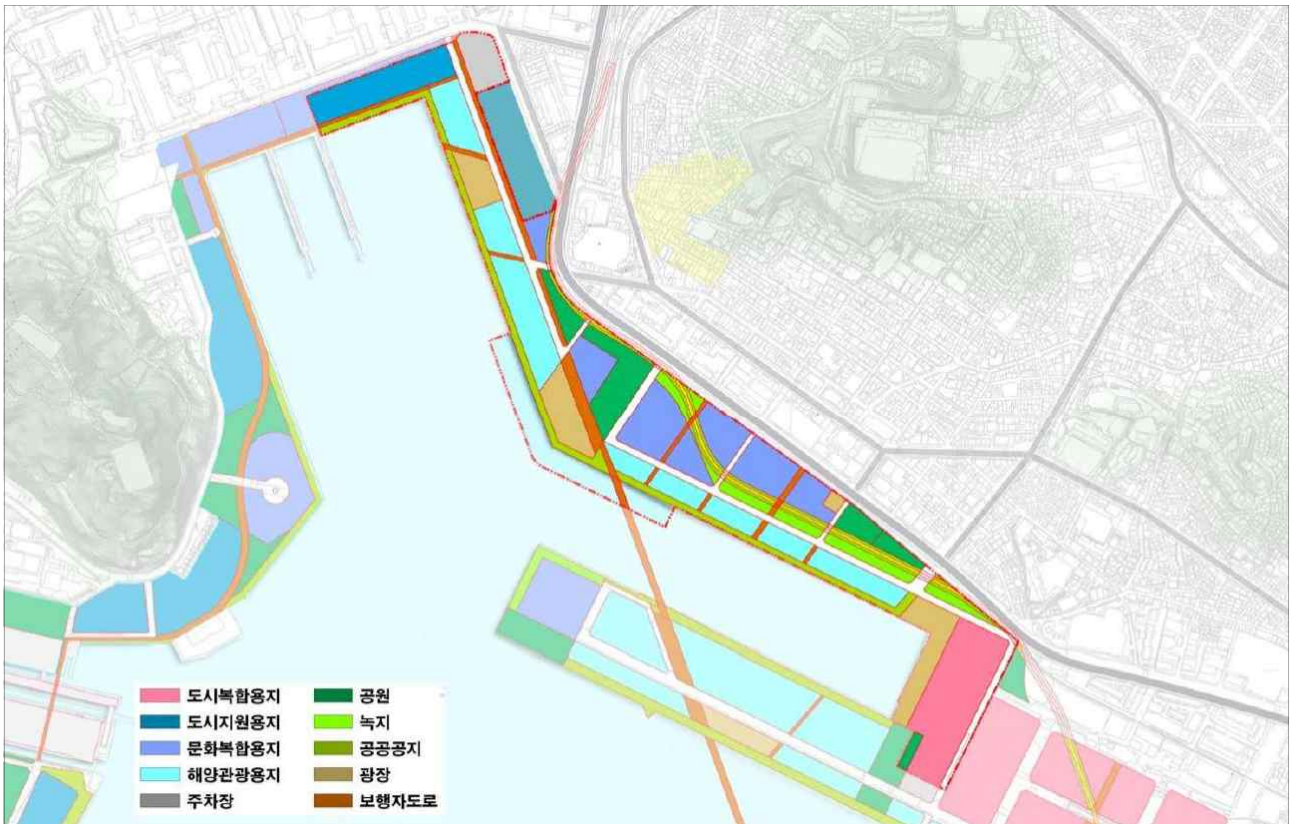 도시복합용지
도시지원용지
문화복합용지
해양관광용지
주차장
공원
녹지
공공공지
광장
보행자도로